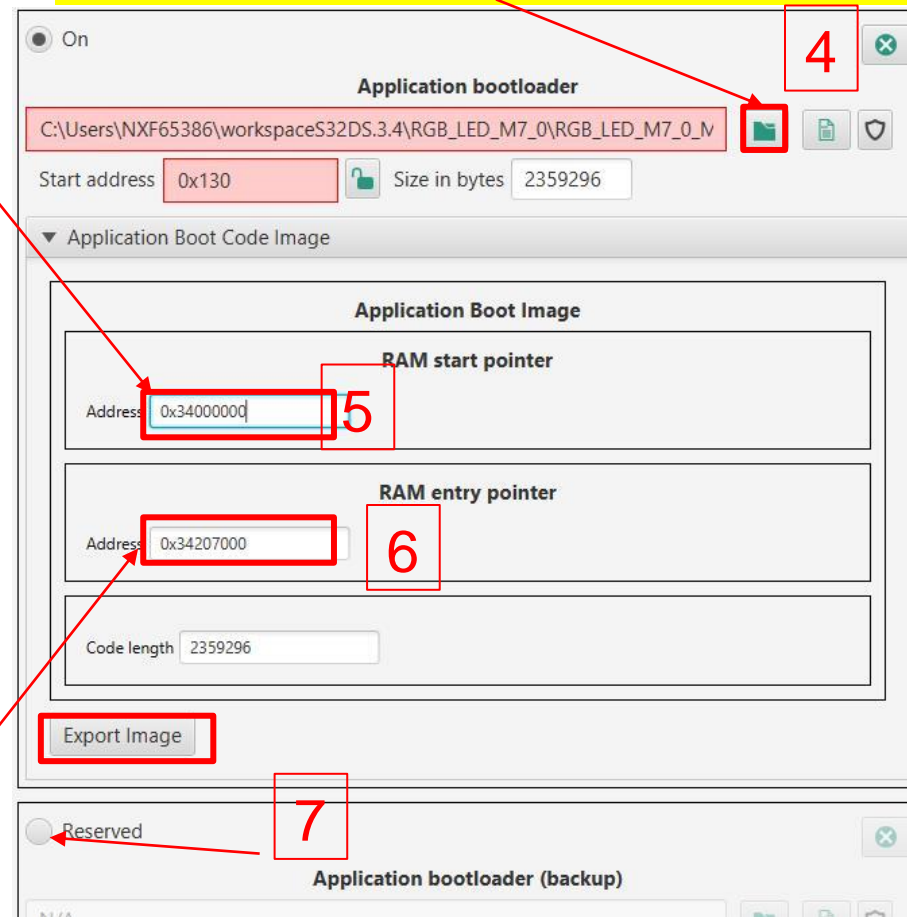 On
4
Application bootloader
C:\Users\NXF65386\workspaceS32DS.3.4\RGB_LED_M7_0\RGB_LED_M7_0_M
Start address 0x130 Size in bytes 2359296
Application Boot Code Image
Application Boot Image
RAM start pointer
Address 0x34000000
5
RAM entry pointer
Address 0x34207000
6
Code length 2359296
Export Image
7
Reserved
Application bootloader (backup)
N/A